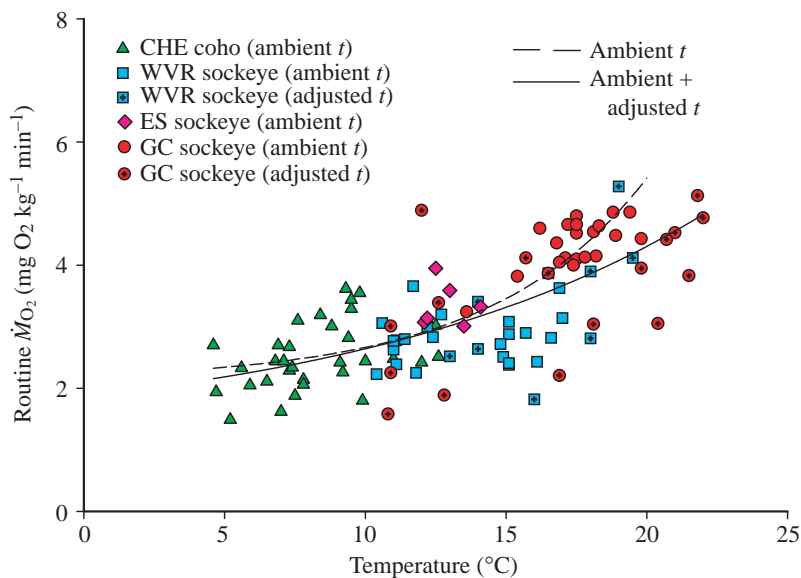 8
CHE coho (ambient t)
WVR sockeye (ambient t)
WVR sockeye (adjusted t)
ES sockeye (ambient t)
GC sockeye (ambient t)
GC sockeye (adjusted t)
Ambient t
Ambient +
adjusted t
6
4
2
0
Routine ṀO₂ (mg O₂ kg⁻¹ min⁻¹)
0 5 10 15 20 25
Temperature (°C)